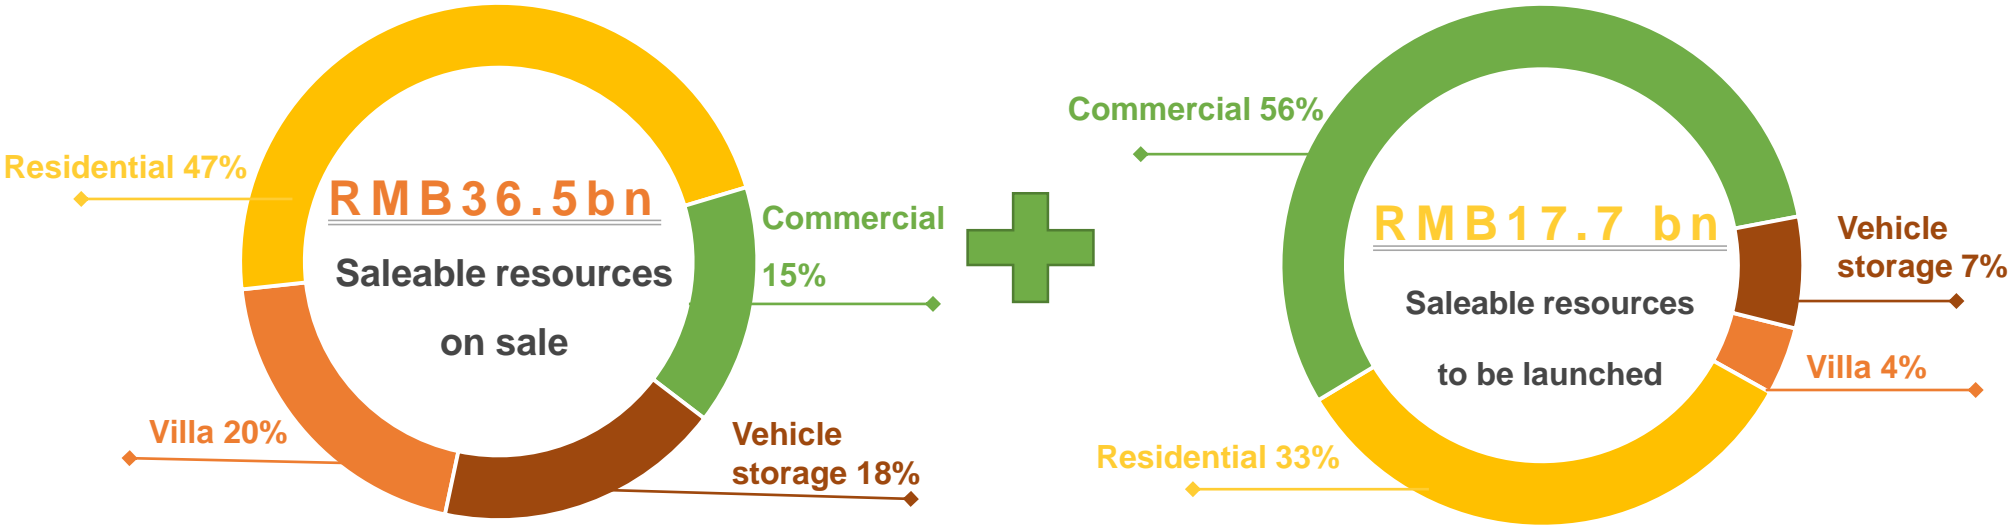 Residential 47%
RMB36.5bn
Saleable resources
on sale
Commercial
15%
Villa 20%
Vehicle
storage 18%
Commercial 56%
RMB17.7 bn
Saleable resources
to be launched
Vehicle
storage 7%
Villa 4%
Residential 33%